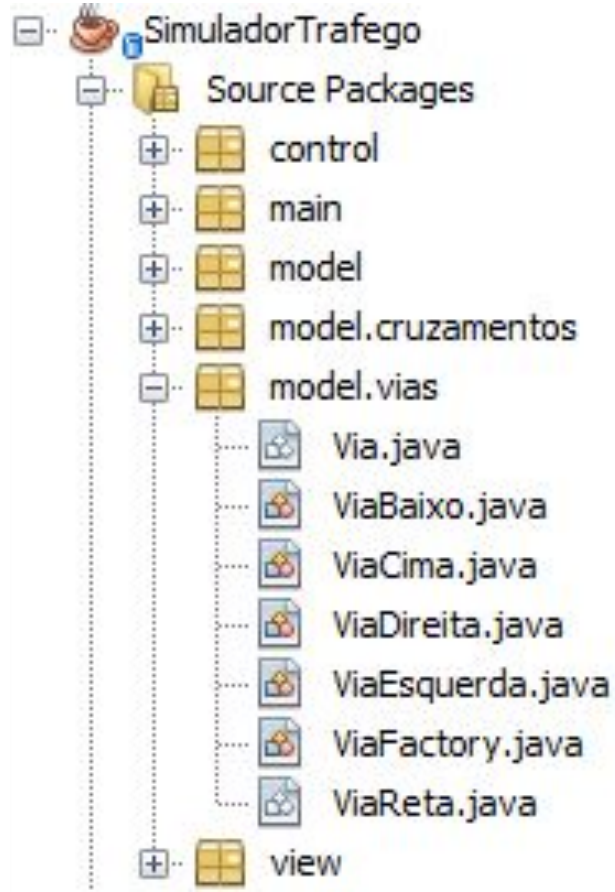 SimuladorTrafego
Source Packages
control
main
model
model.cruzamentos
model.vias
Via.java
ViaBaixo.java
ViaCima.java
ViaDireita.java
ViaEsquerda.java
ViaFactory.java
ViaReta.java
view